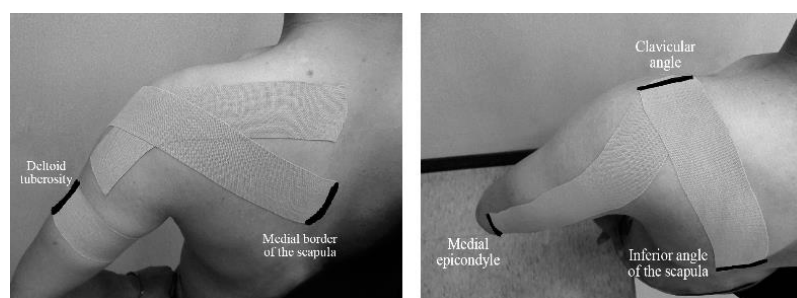 Deltoid
tuberosity
Medial border
of the scapula
Clavicular
angle
Medial
epicondyle
Inferior angle
of the scapula